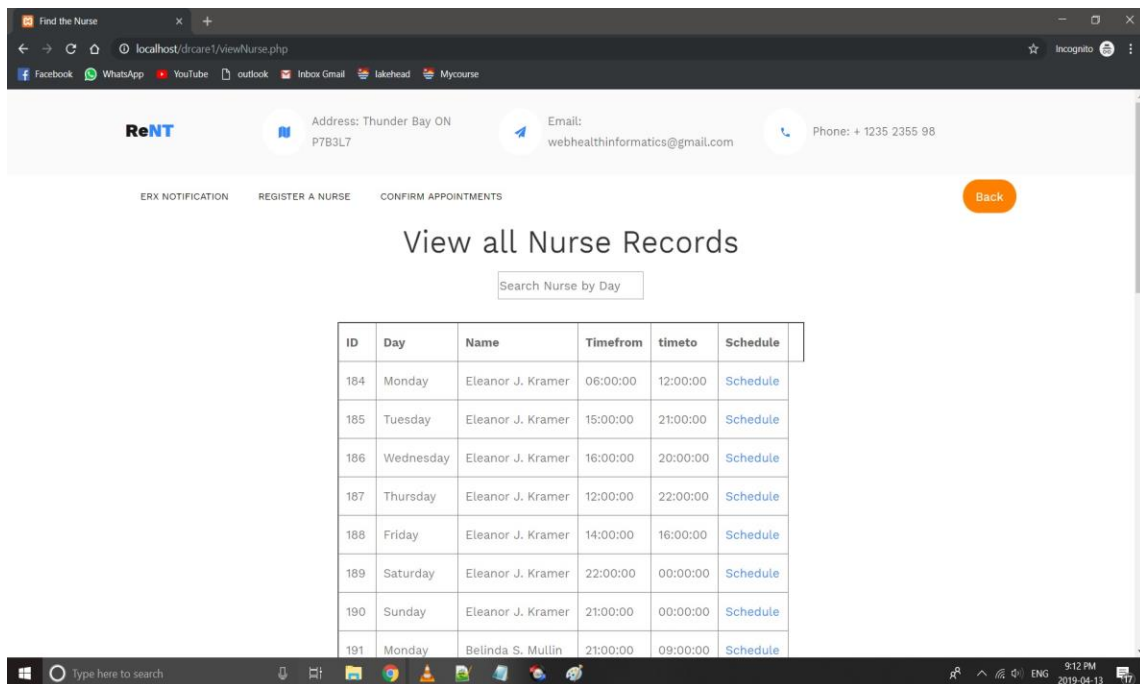 Find the Nurse
localhost/drcare1/viewNurse.php
Incognito
Facebook WhatsApp YouTube outlook Inbox Gmail lakehead Mycourse
ReNT
Address: Thunder Bay ON
P7B3L7
Email:
webhealthinformatics@gmail.com
Phone: + 1235 2355 98
ERX NOTIFICATION REGISTER A NURSE CONFIRM APPOINTMENTS Back
View all Nurse Records
Search Nurse by Day
ID Day Name Timefrom timeto Schedule
184 Monday Eleanor J. Kramer 06:00:00 12:00:00 Schedule
185 Tuesday Eleanor J. Kramer 15:00:00 21:00:00 Schedule
186 Wednesday Eleanor J. Kramer 16:00:00 20:00:00 Schedule
187 Thursday Eleanor J. Kramer 12:00:00 22:00:00 Schedule
188 Friday Eleanor J. Kramer 14:00:00 16:00:00 Schedule
189 Saturday Eleanor J. Kramer 22:00:00 00:00:00 Schedule
190 Sunday Eleanor J. Kramer 21:00:00 00:00:00 Schedule
191 Monday Belinda S. Mullin 21:00:00 09:00:00 Schedule
Type here to search
ENG
9:12 PM
2019-04-13
17